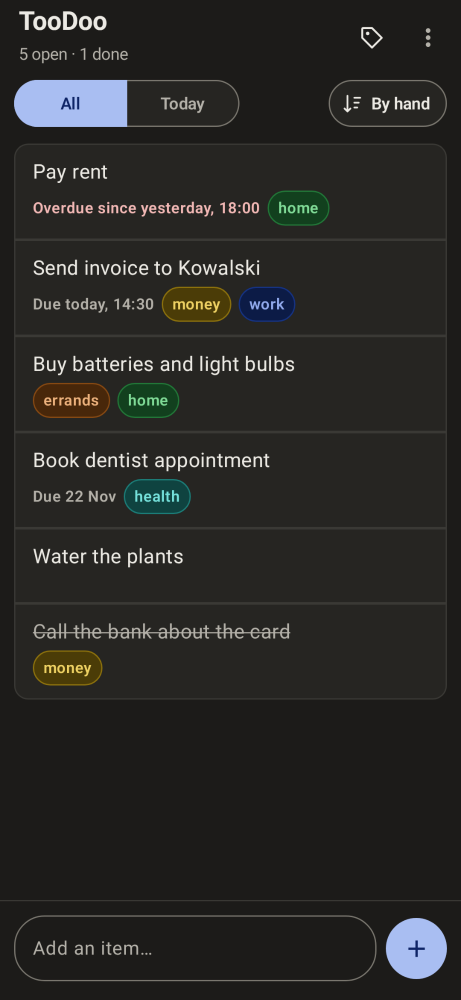 TooDoo
5 open · 1 done
All
Today
By hand
Pay rent
Overdue since yesterday, 18:00 home
Send invoice to Kowalski
Due today, 14:30 money work
Buy batteries and light bulbs
errands home
Book dentist appointment
Due 22 Nov health
Water the plants
Call the bank about the card
money
Add an item…